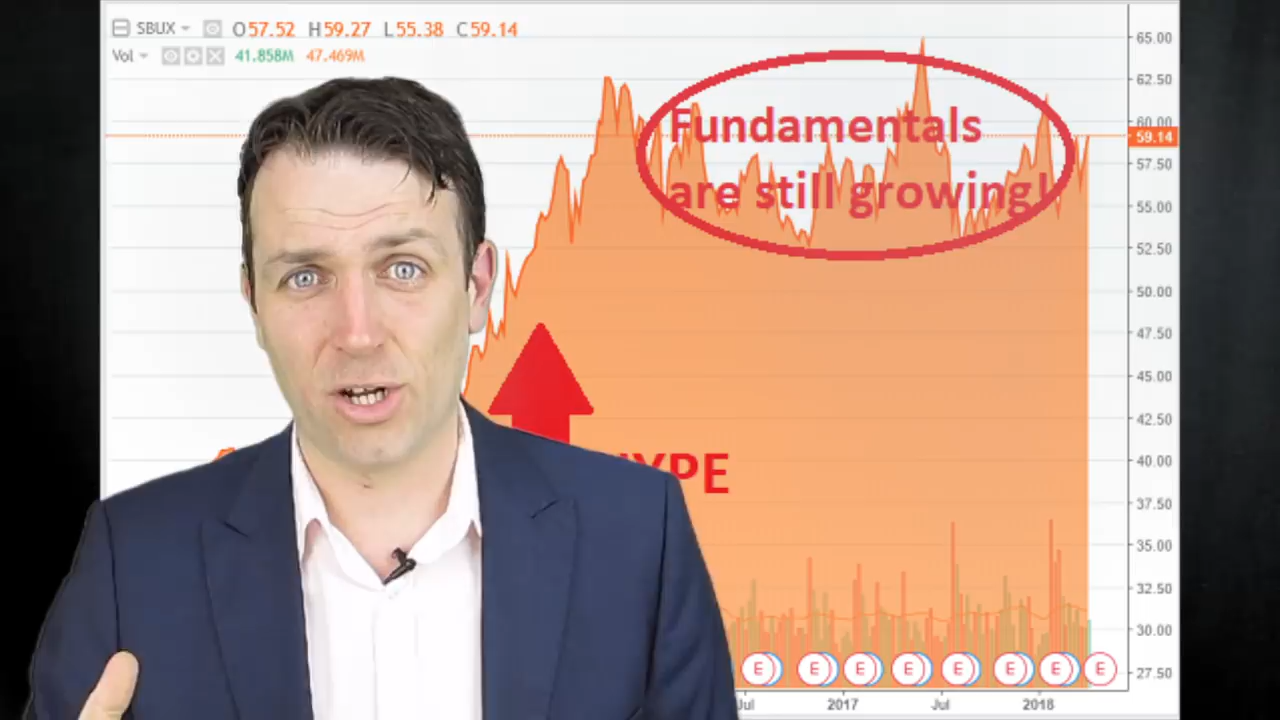 SBUX O57.52 H59.27 L55.38 C59.14
Vol 41.858M 47.469M
Fundamentals
are still growing!
65.00
62.50
60.00
59.14
57.50
55.00
52.50
50.00
47.50
45.00
42.50
40.00
37.50
35.00
32.50
30.00
27.50
E E E E E E E E
Jul 2017 Jul 2018